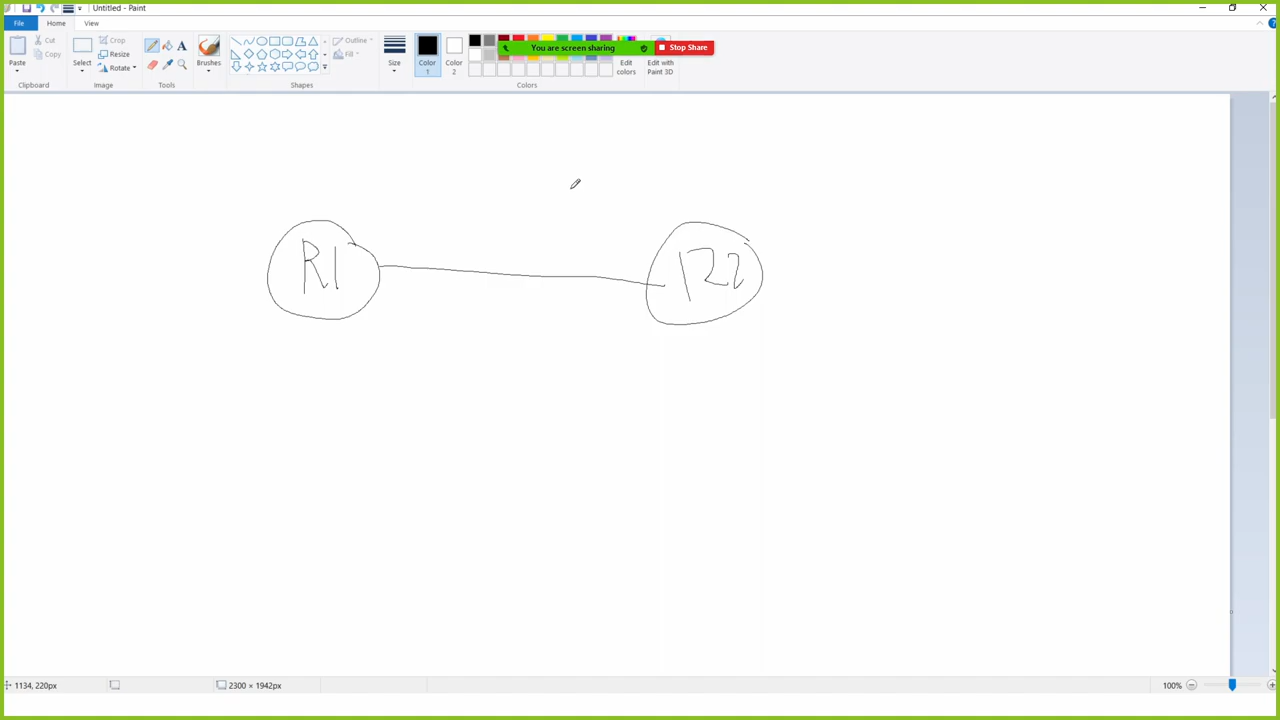 Untitled - Paint
File Home View
Paste
Cut
Copy
Clipboard
Select
Crop
Resize
Rotate
Image
A
Tools
Brushes
Shapes
Outline
Fill
Size
Color 1
Color 2
You are screen sharing
Stop Share
Edit colors
Edit with Paint 3D
Colors
R1
R2
1134, 220px
2300 × 1942px
100%